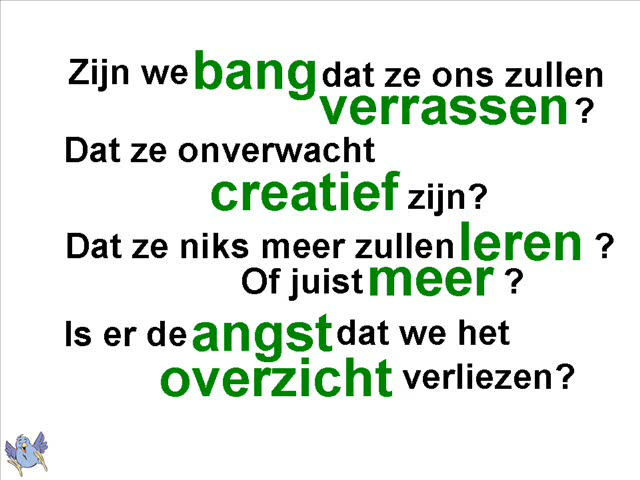 Zijn we bang dat ze ons zullen
verrassen ?
Dat ze onverwacht
creatief zijn?
Dat ze niks meer zullen leren ?
Of juist meer ?
Is er de angst dat we het
overzicht verliezen?